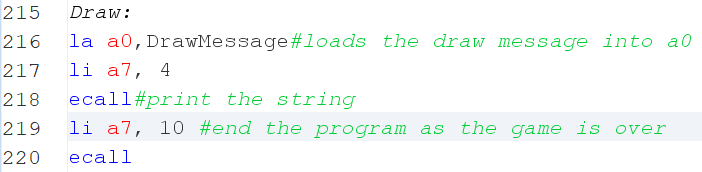 215 Draw:
216 la a0,DrawMessage#loads the draw message into a0
217 li a7, 4
218 ecall#print the string
219 li a7, 10 #end the program as the game is over
220 ecall